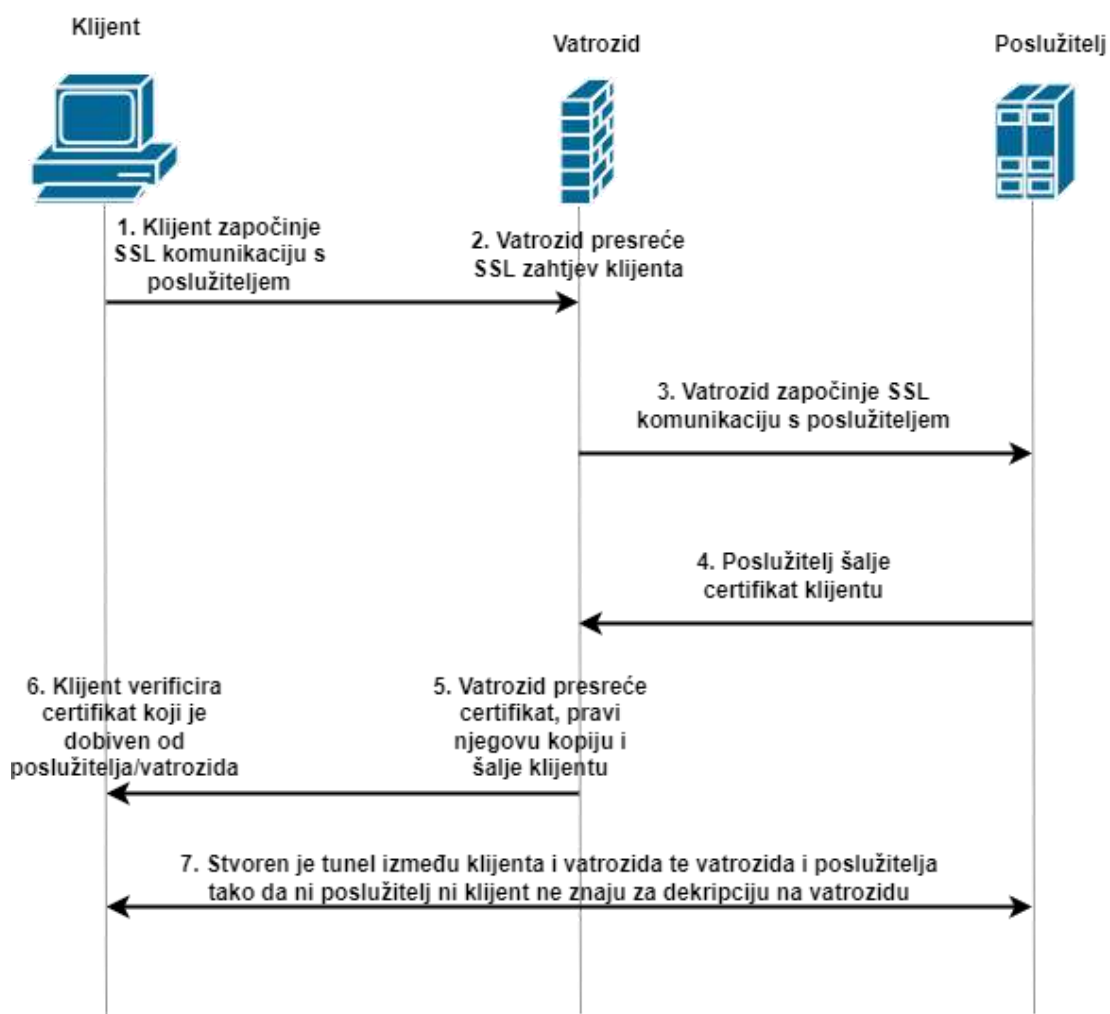 Klijent
Vatrozid
Poslužitelj
1. Klijent započinje
SSL komunikaciju s
poslužiteljem
2. Vatrozid presreće
SSL zahtjev klijenta
3. Vatrozid započinje SSL
komunikaciju s poslužiteljem
4. Poslužitelj šalje
certifikat klijentu
5. Vatrozid presreće
certifikat, pravi
njegovu kopiju i
šalje klijentu
6. Klijent verificira
certifikat koji je
dobiven od
poslužitelja/vatrozida
7. Stvoren je tunel između klijenta i vatrozida te vatrozida i poslužitelja
tako da ni poslužitelj ni klijent ne znaju za dekripciju na vatrozidu